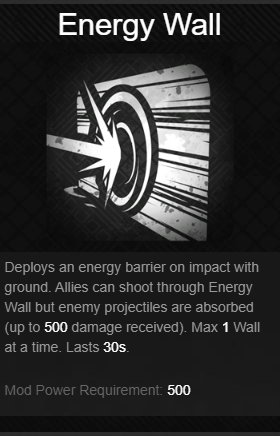 Energy Wall
Deploys an energy barrier on impact with
ground. Allies can shoot through Energy
Wall but enemy projectiles are absorbed
(up to 500 damage received). Max 1 Wall
at a time. Lasts 30s.
Mod Power Requirement: 500